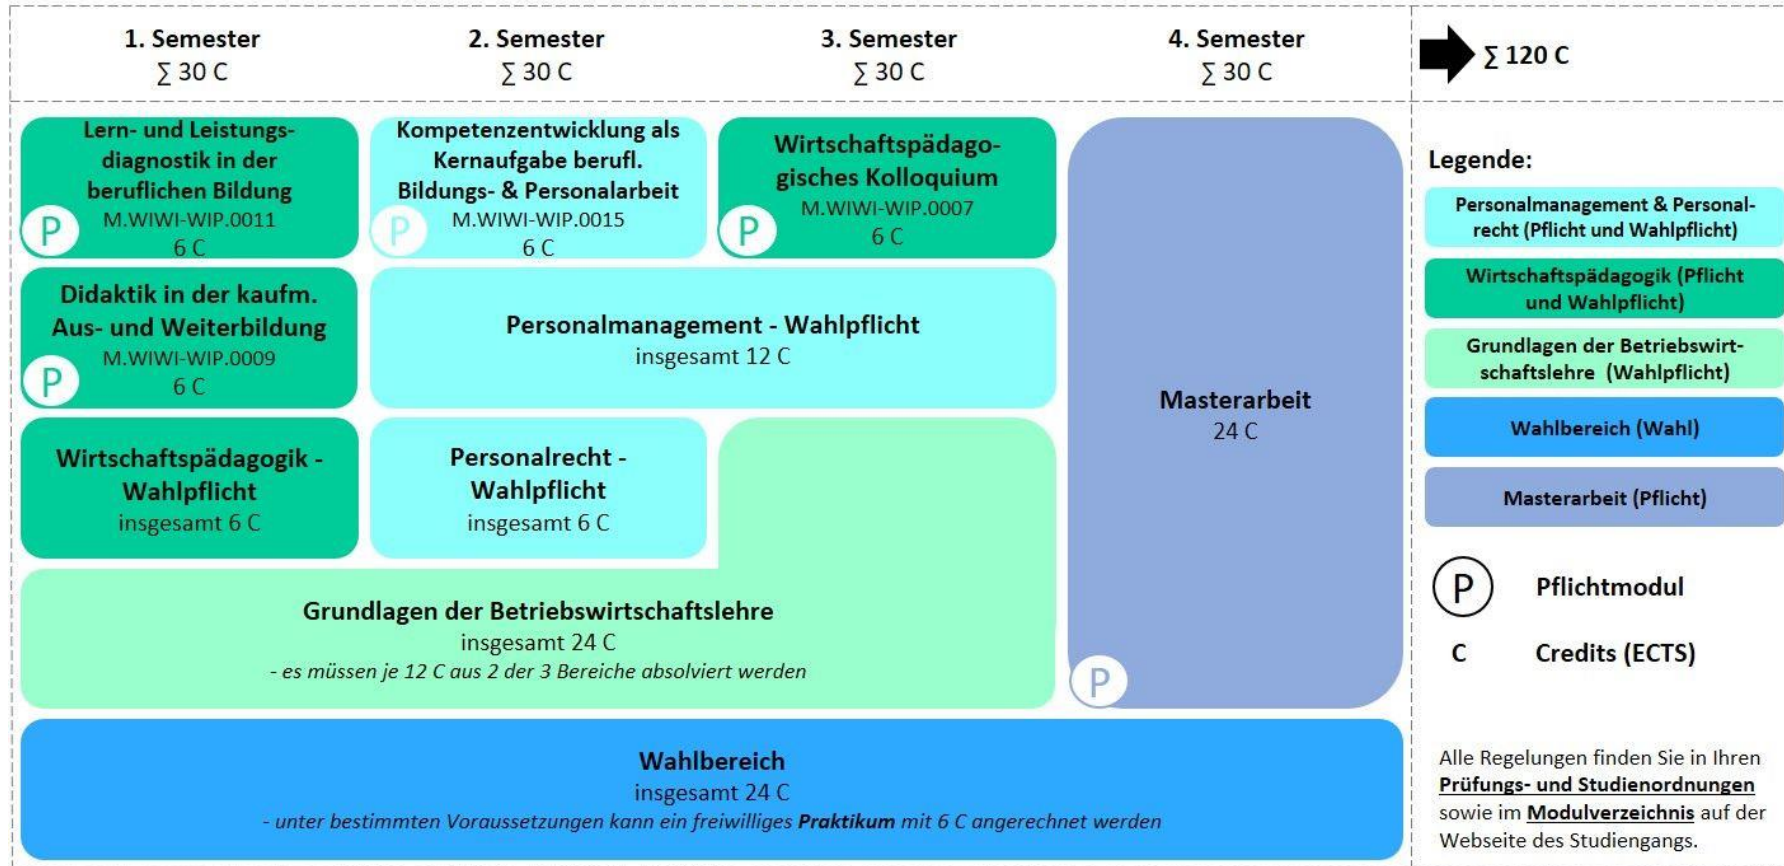 1. Semester
∑ 30 C
2. Semester
∑ 30 C
3. Semester
∑ 30 C
4. Semester
∑ 30 C
∑ 120 C
Lern- und Leistungs-
diagnostik in der
beruflichen Bildung
M.WIWI-WIP.0011
6 C
P
Kompetenzentwicklung als
Kernaufgabe berufl.
Bildungs- & Personalarbeit
M.WIWI-WIP.0015
6 C
P
Wirtschaftspädago-
gisches Kolloquium
M.WIWI-WIP.0007
6 C
P
Didaktik in der kaufm.
Aus- und Weiterbildung
M.WIWI-WIP.0009
6 C
P
Personalmanagement - Wahlpflicht
insgesamt 12 C
Wirtschaftspädagogik -
Wahlpflicht
insgesamt 6 C
Personalrecht -
Wahlpflicht
insgesamt 6 C
Grundlagen der Betriebswirtschaftslehre
insgesamt 24 C
- es müssen je 12 C aus 2 der 3 Bereiche absolviert werden
Masterarbeit
24 C
P
Wahlbereich
insgesamt 24 C
- unter bestimmten Voraussetzungen kann ein freiwilliges Praktikum mit 6 C angerechnet werden
Legende:
Personalmanagement & Personal-
recht (Pflicht und Wahlpflicht)
Wirtschaftspädagogik (Pflicht
und Wahlpflicht)
Grundlagen der Betriebswirt-
schaftslehre (Wahlpflicht)
Wahlbereich (Wahl)
Masterarbeit (Pflicht)
P Pflichtmodul
C Credits (ECTS)
Alle Regelungen finden Sie in Ihren
Prüfungs- und Studienordnungen
sowie im Modulverzeichnis auf der
Webseite des Studiengangs.